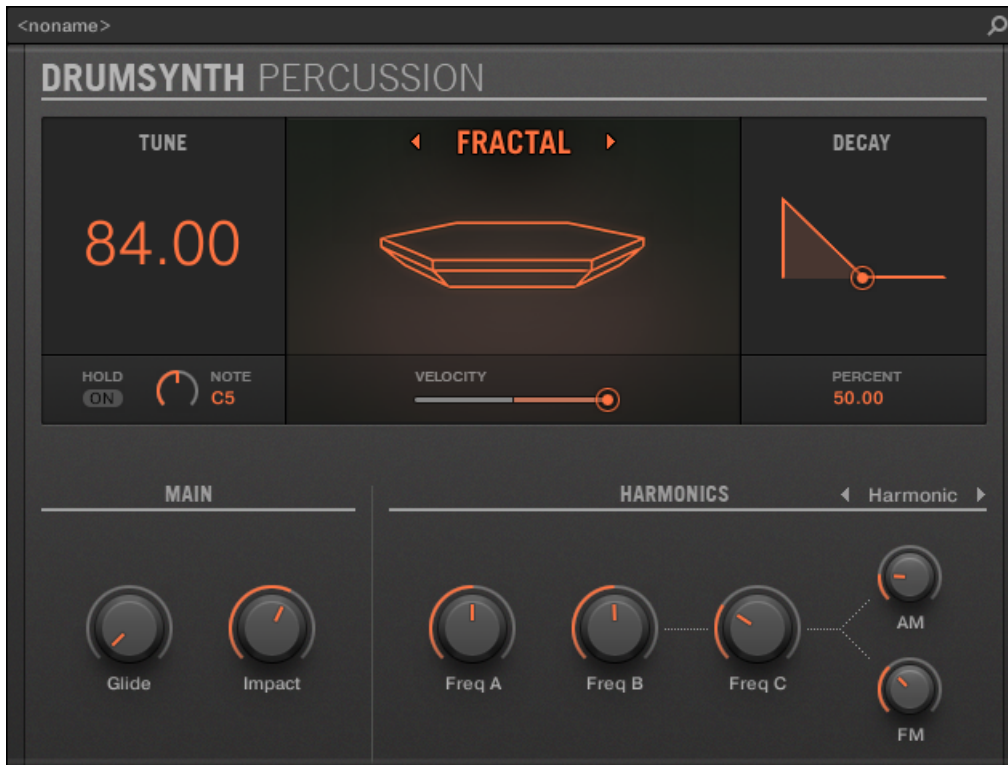 <noname>
DRUMSYNTH PERCUSSION
TUNE
FRACTAL
DECAY
84.00
HOLD
ON
NOTE
C5
VELOCITY
PERCENT
50.00
MAIN
HARMONICS
Harmonic
Glide
Impact
Freq A
Freq B
Freq C
AM
FM